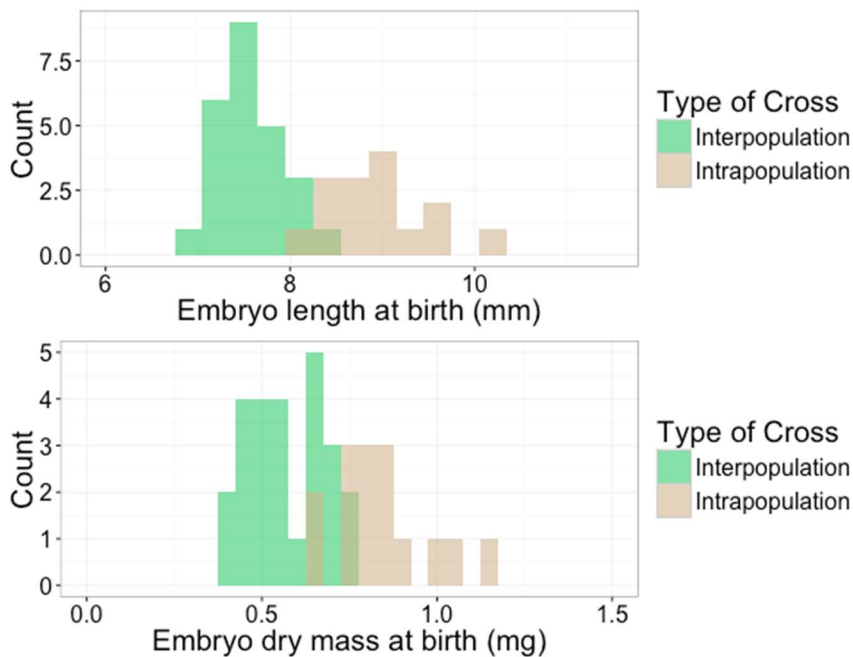 7.5
5.0
2.5
0.0
Count
6 8 10
Embryo length at birth (mm)
Type of Cross
Interpopulation
Intrapopulation
5
4
3
2
1
0
Count
0.0 0.5 1.0 1.5
Embryo dry mass at birth (mg)
Type of Cross
Interpopulation
Intrapopulation